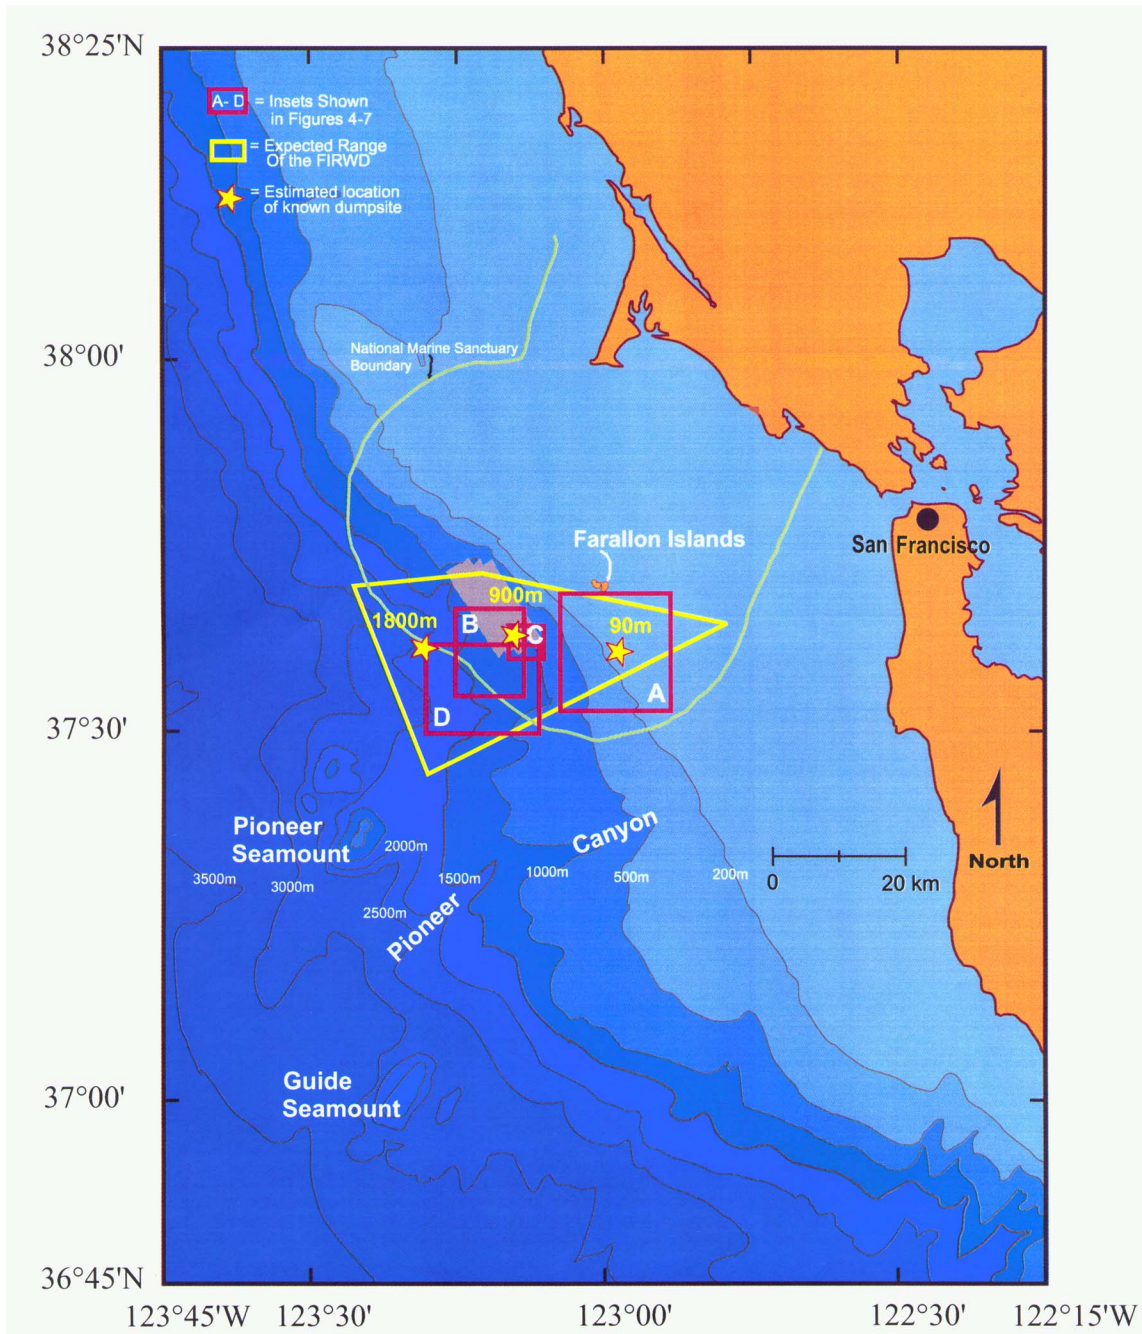 38°25'N
A- D = Insets Shown
in Figures 4-7
= Expected Range
Of the FIRWD
= Estimated location
of known dumpsite
38°00'
National Marine Sanctuary
Boundary
Farallon Islands
San Francisco
900m
1800m
90m
B
C
A
D
37°30'
Pioneer
Seamount
Canyon
2000m
3500m
3000m
1500m
1000m
500m
200m
2500m
Pioneer
0
20 km
North
Guide
Seamount
37°00'
36°45'N
123°45'W
123°30'
123°00'
122°30'
122°15'W